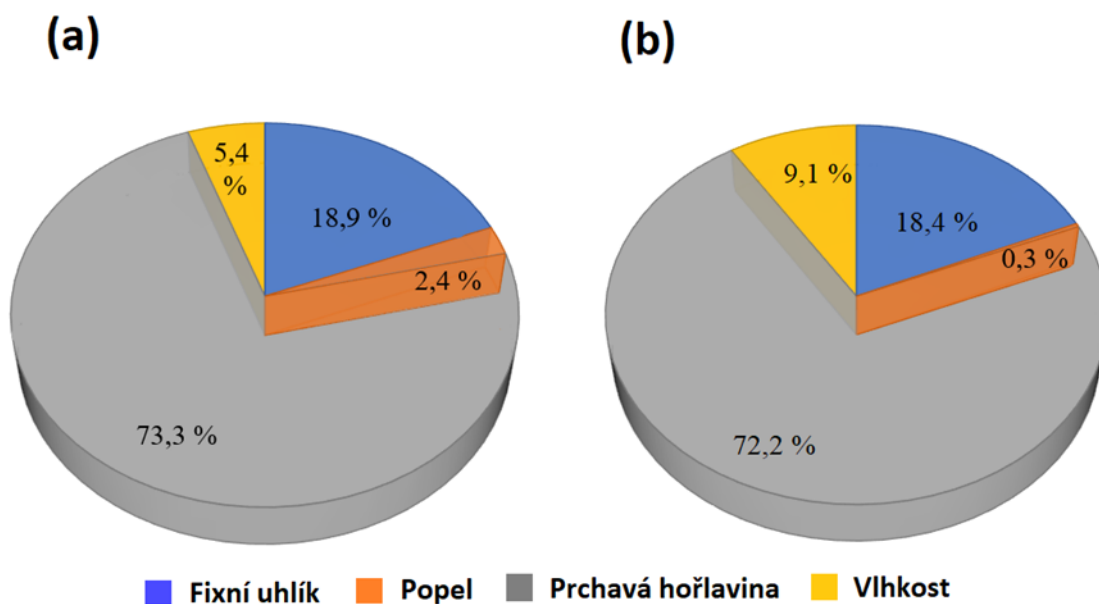 (a)
(b)
5,4
%
18,9 %
2,4 %
73,3 %
9,1 %
18,4 %
0,3 %
72,2 %
Fixní uhlík
Popel
Prchavá hořlavina
Vlhkost